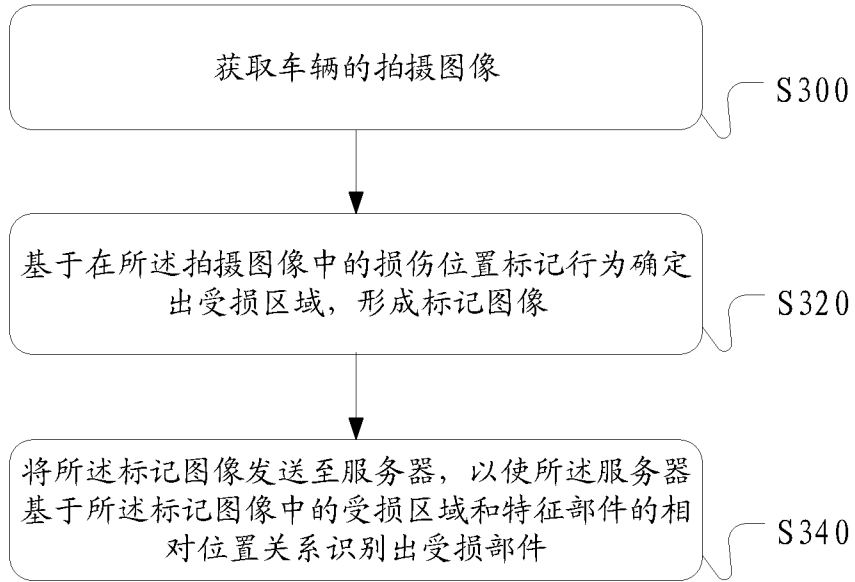 获取车辆的拍摄图像
S300
基于在所述拍摄图像中的损伤位置标记行为确定
出受损区域，形成标记图像
S320
将所述标记图像发送至服务器，以使所述服务器
基于所述标记图像中的受损区域和特征部件的相
对位置关系识别出受损部件
S340